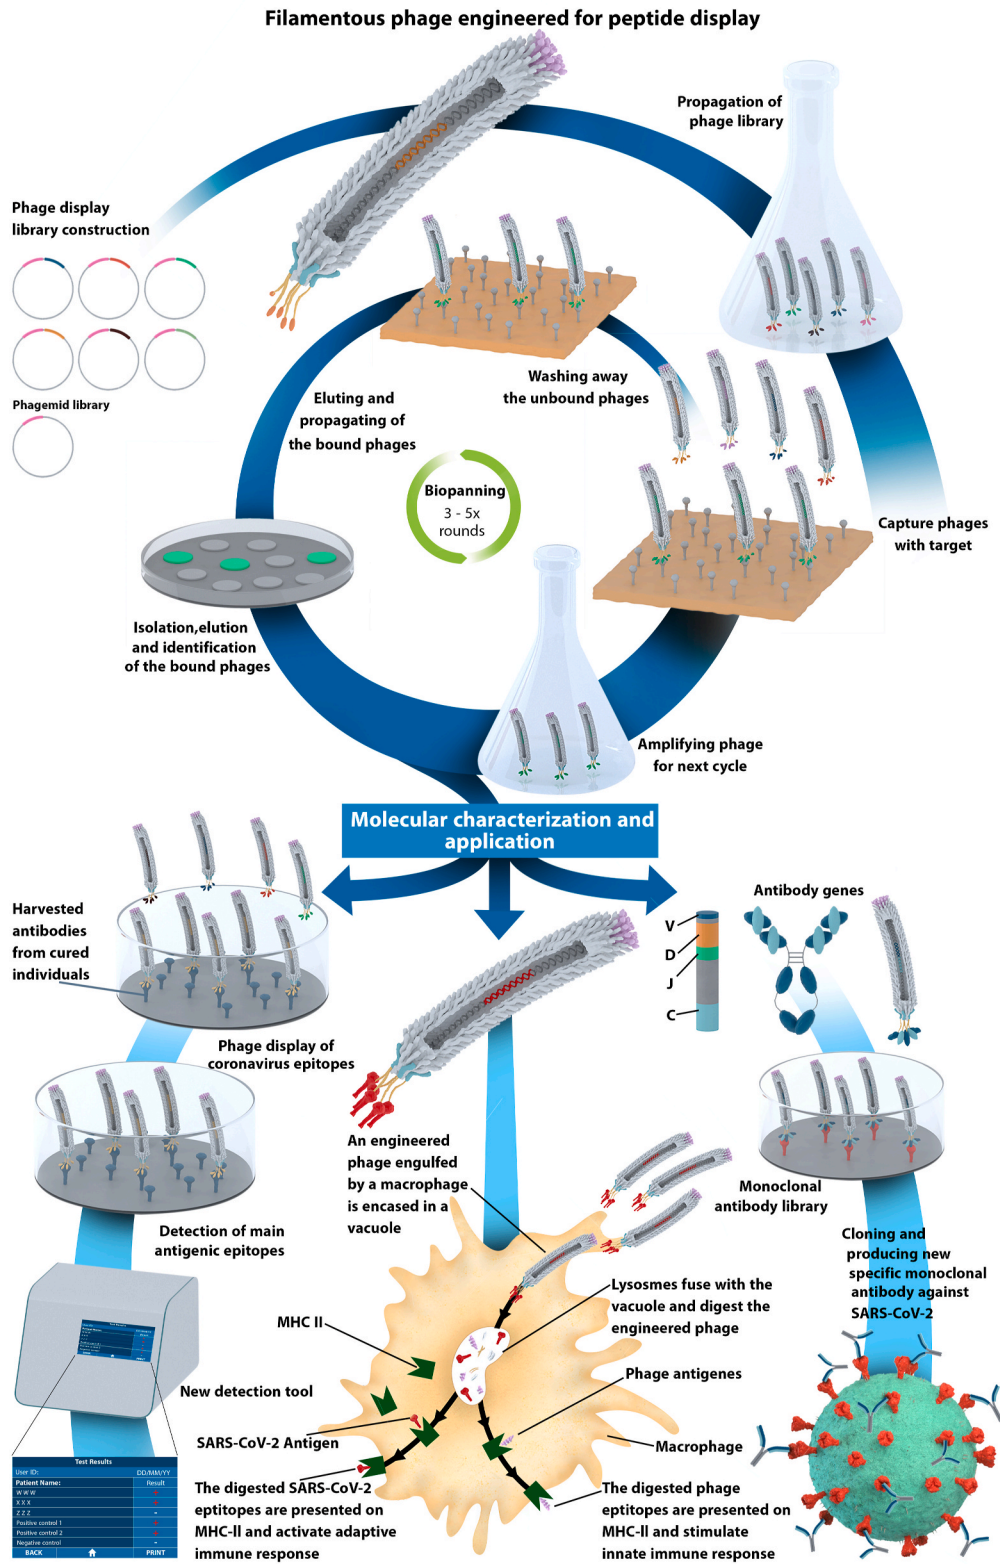 Filamentous phage engineered for peptide display
Propagation of
phage library
Phage display
library construction
Phagemid library
Washing away
the unbound phages
Eluting and
propagating of
the bound phages
Biopanning
3 - 5x
rounds
Capture phages
with target
Isolation,elution
and identification
of the bound phages
Amplifying phage
for next cycle
Molecular characterization and
application
Harvested
antibodies
from cured
individuals
Phage display of
coronavirus epitopes
Antibody genes
V
D
J
C
An engineered
phage engulfed
by a macrophage
is encased in a
vacuole
Monoclonal
antibody library
Detection of main
antigenic epitopes
Cloning and
producing new
specific monoclonal
antibody against
SARS-CoV-2
Lysosmes fuse with the
vacuole and digest the
engineered phage
MHC II
Phage antigenes
New detection tool
SARS-CoV-2 Antigen
Macrophage
The digested SARS-CoV-2
eptitopes are presented on
MHC-ll and activate adaptive
immune response
The digested phage
eptitopes are presented on
MHC-ll and stimulate
innate immune response
Test Results
User ID: DD/MM/YY
Patient Name: Result
W W W +
X X X +
Z Z Z -
Positive control 1 +
Positive control 2 +
Negative control -
BACK PRINT